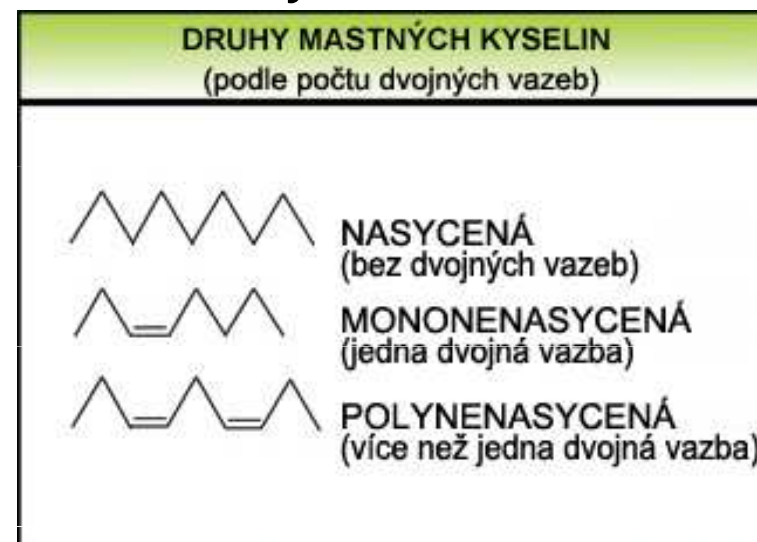 DRUHY MASTNÝCH KYSELIN
(podle počtu dvojných vazeb)
NASYCENÁ
(bez dvojných vazeb)
MONONENASYCENÁ
(jedna dvojná vazba)
POLYNENASYCENÁ
(více než jedna dvojná vazba)